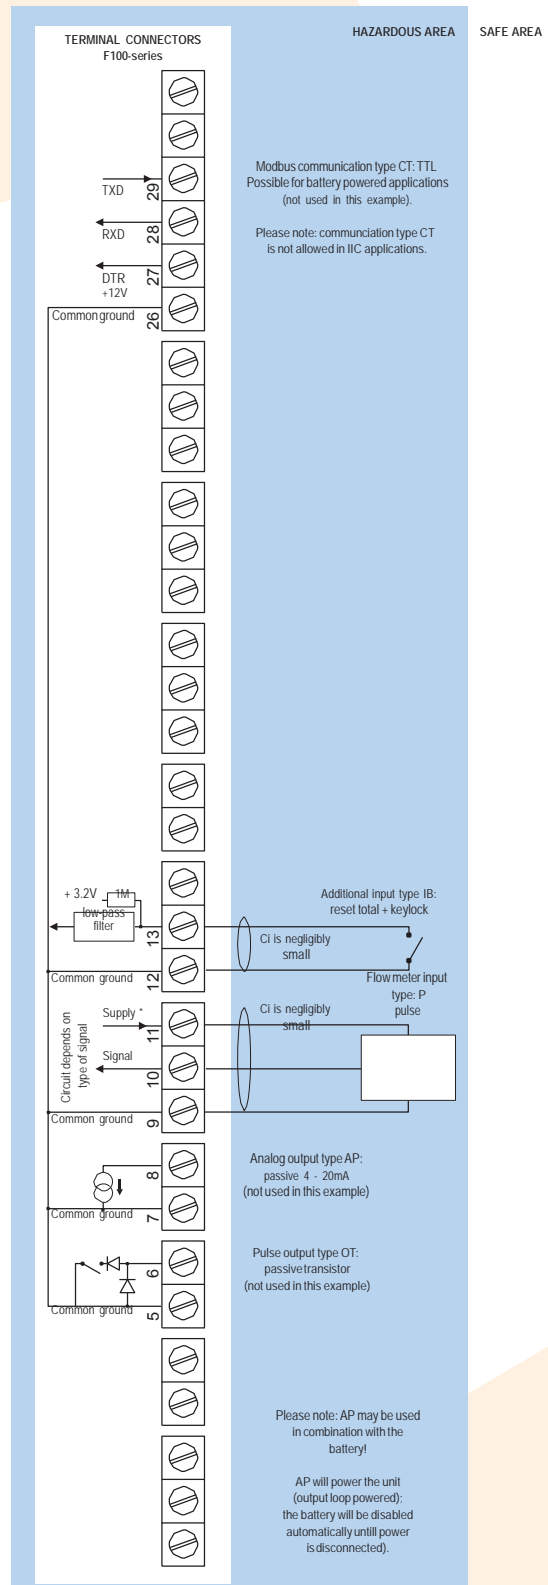 HAZARDOUS AREA
SAFE AREA
TERMINAL CONNECTORS
F100-series
Modbus communication type CT: TTL
Possible for battery powered applications
(not used in this example).
Please note: communciation type CT
is not allowed in IIC applications.
TXD
29
RXD
28
DTR
+12V
27
Common ground
26
+ 3.2V
1M
low-pass
filter
13
Additional input type IB:
reset total + keylock
Ci is negligibly
small
Common ground
12
Flow meter input
type: P
pulse
Circuit depends on
type of signal
Supply *
11
Ci is negligibly
small
Signal
10
Common ground
9
Analog output type AP:
passive 4 - 20mA
(not used in this example)
8
Common ground
7
Pulse output type OT:
passive transistor
(not used in this example)
6
Common ground
5
Please note: AP may be used
in combination with the
battery!
AP will power the unit
(output loop powered);
the battery will be disabled
automatically untill power
is disconnected).